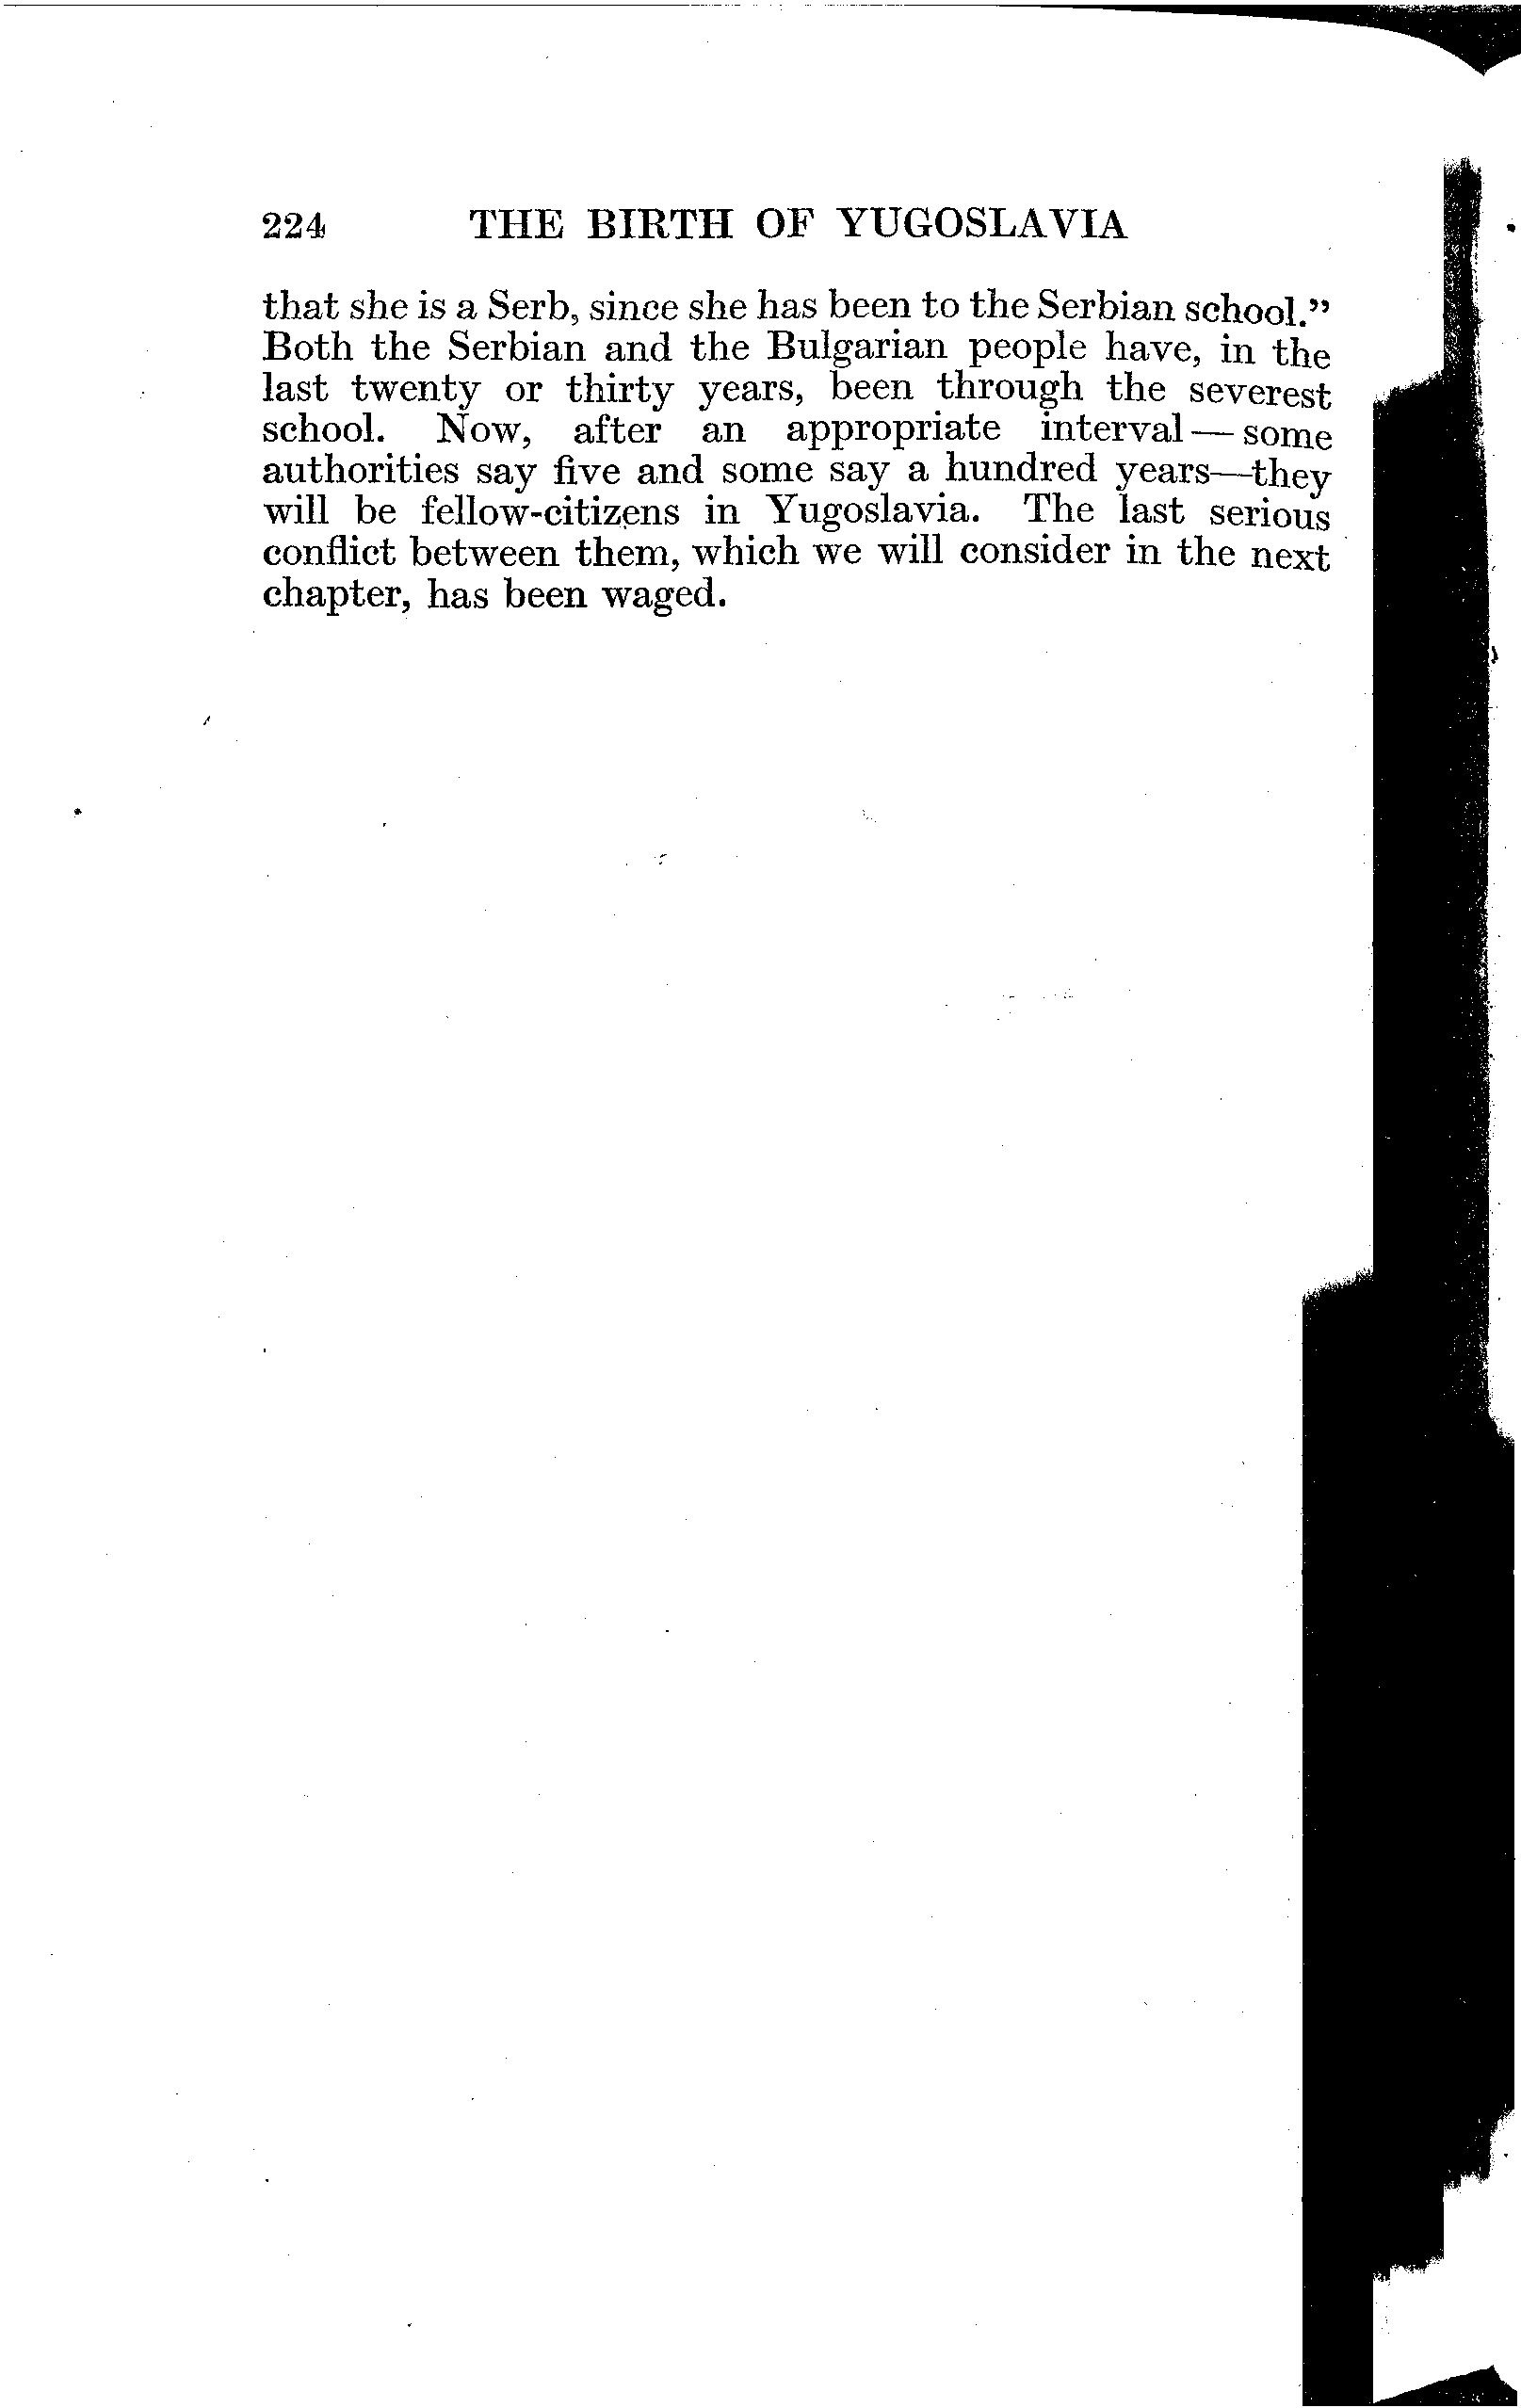 224 THE BIRTH OF YUGOSLAVIA
that she is a Serb, since she has been to the Serbian school.”
Both the Serbian and the Bulgarian people have, in the
last twenty or thirty years, been through the severest
school. Now, after an appropriate interval — some
authorities say five and some say a hundred years—they
will be fellow-citizens in Yugoslavia. The last serious
conflict between them, which we will consider in the next
chapter, has been waged.